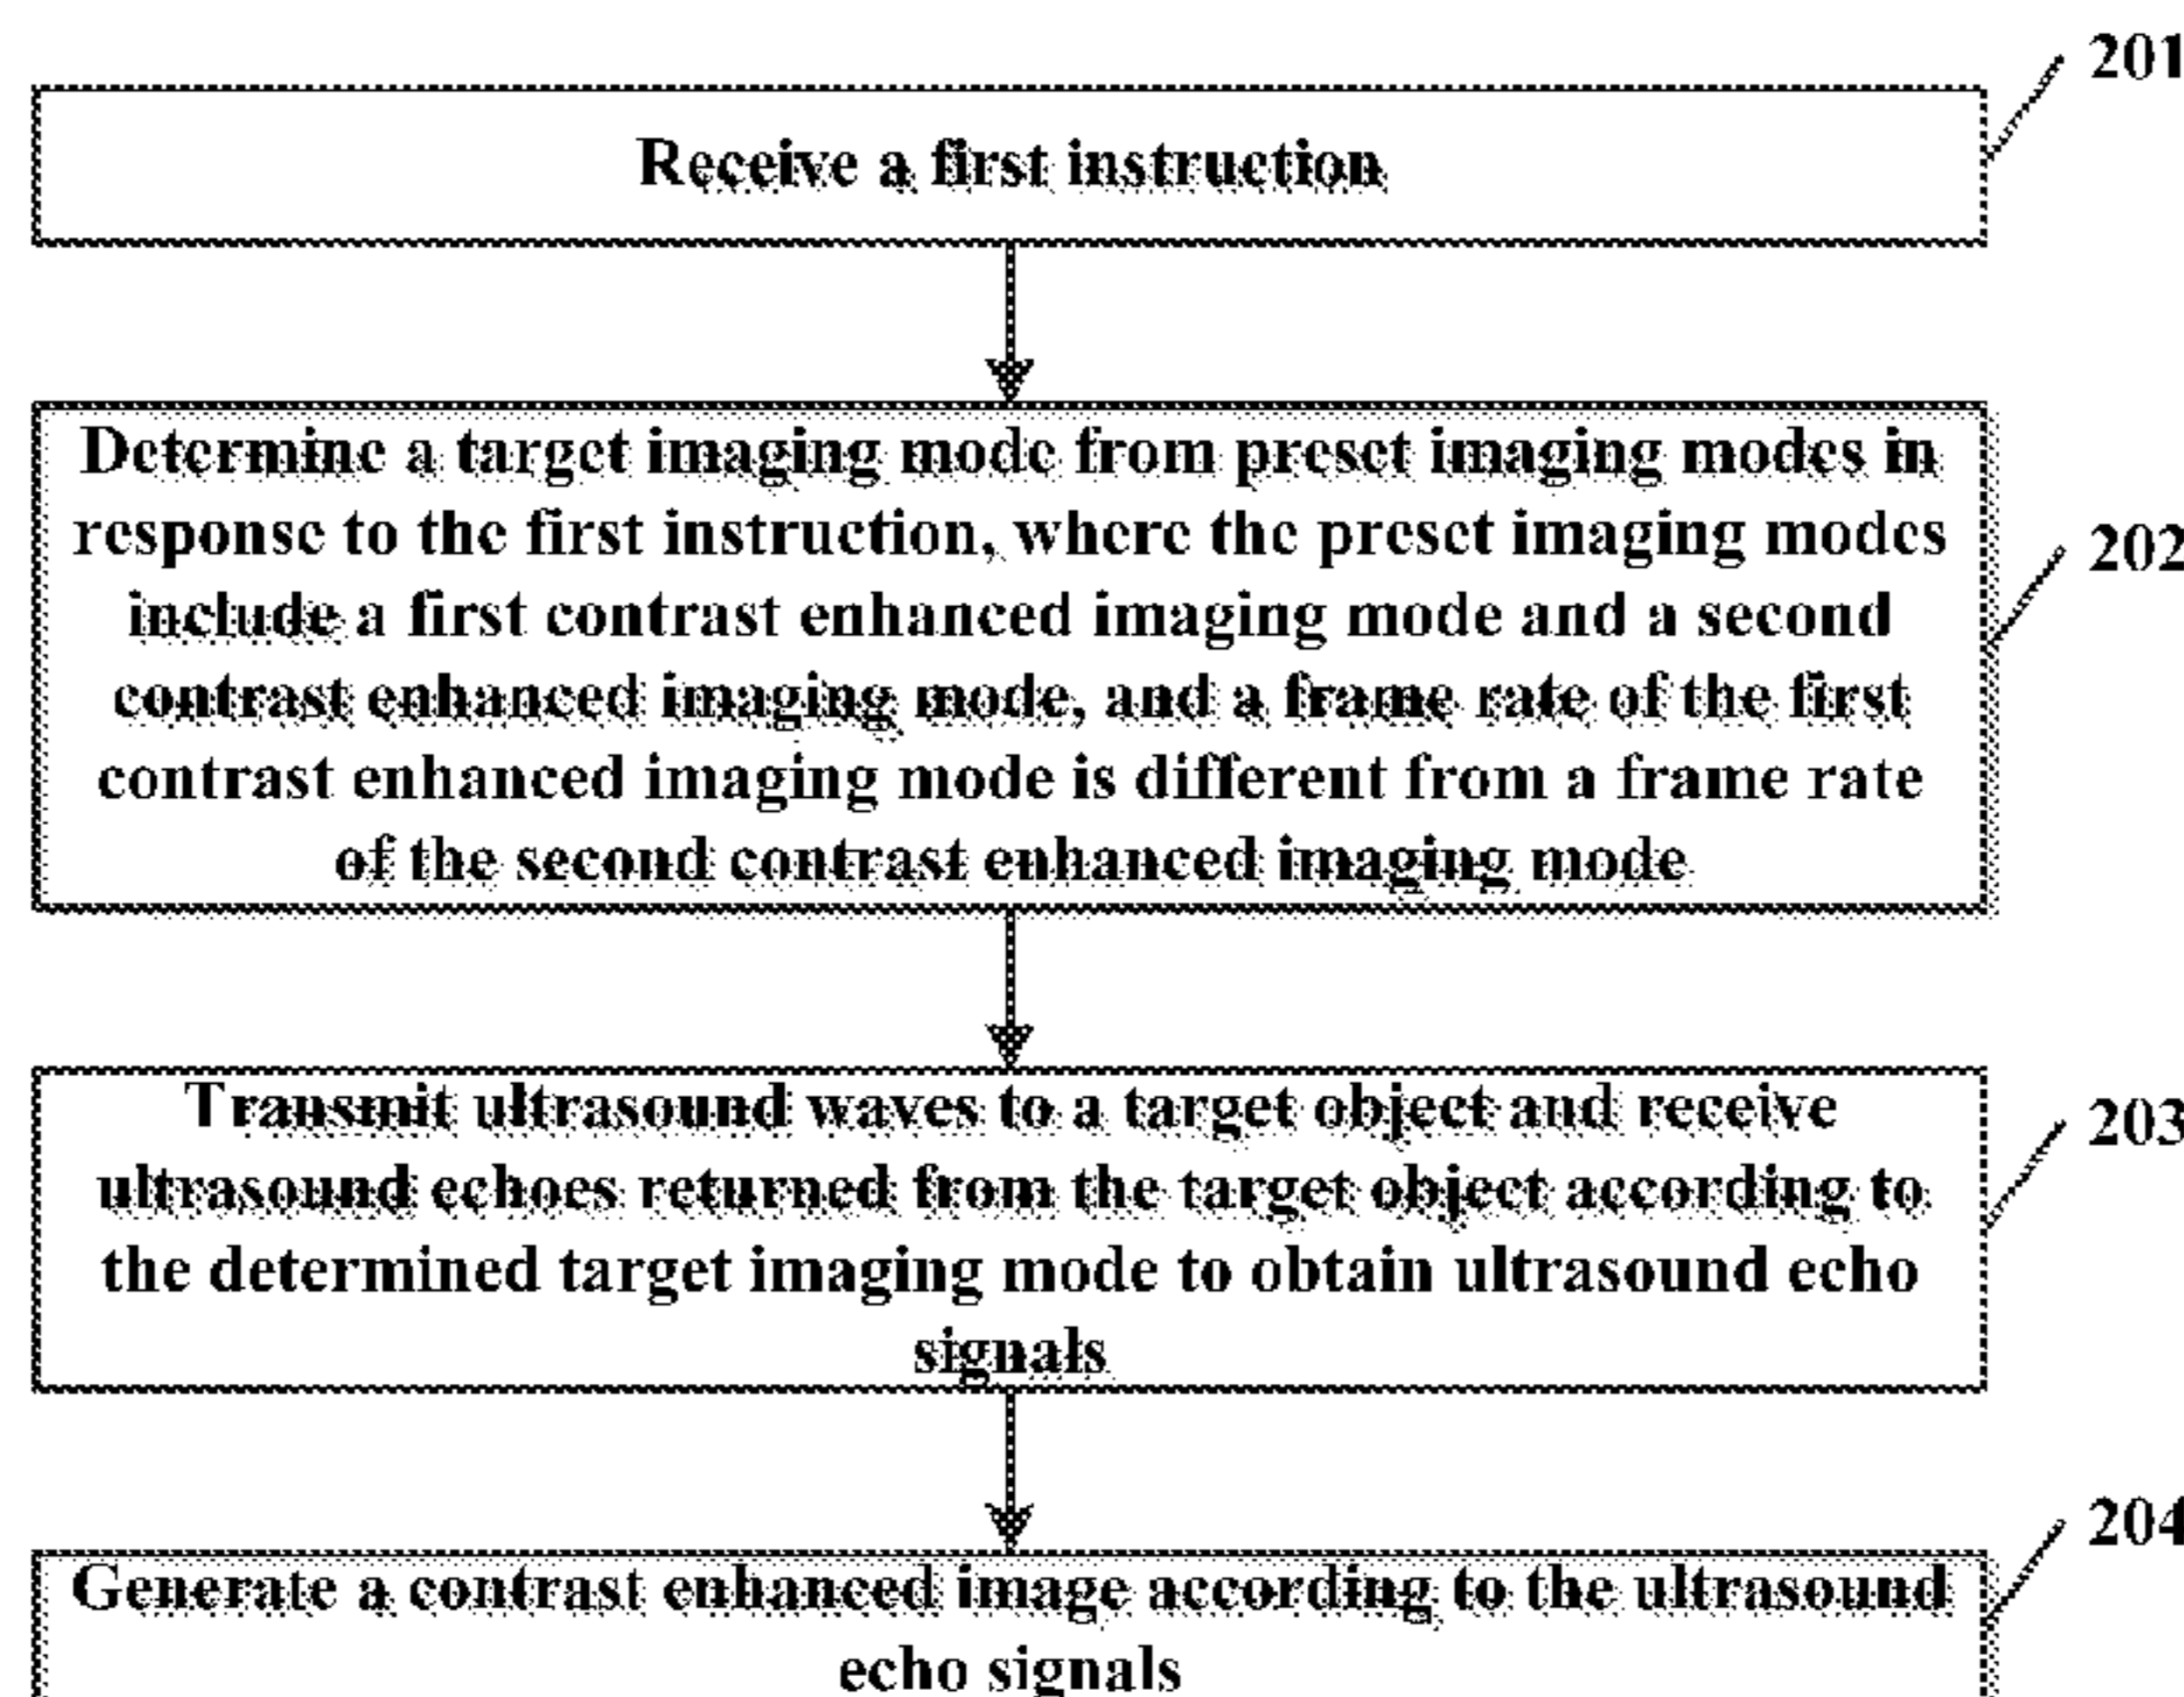 201
Receive a first instruction
Determine a target imaging mode from preset imaging modes in
response to the first instruction, where the preset imaging modes
202
include a first contrast enhanced imaging mode and a second
contrast enhanced imaging mode, and a frame rate of the first
contrast enhanced imaging mode is different from a frame rate
of the second contrast enhanced imaging mode
Transmit ultrasound waves to a target object and receive
203
ultrasound echoes returned from the target object according to
the determined target imaging mode to obtain ultrasound echo
signals
204
Generate a contrast enhanced image according to the ultrasound
echo signals